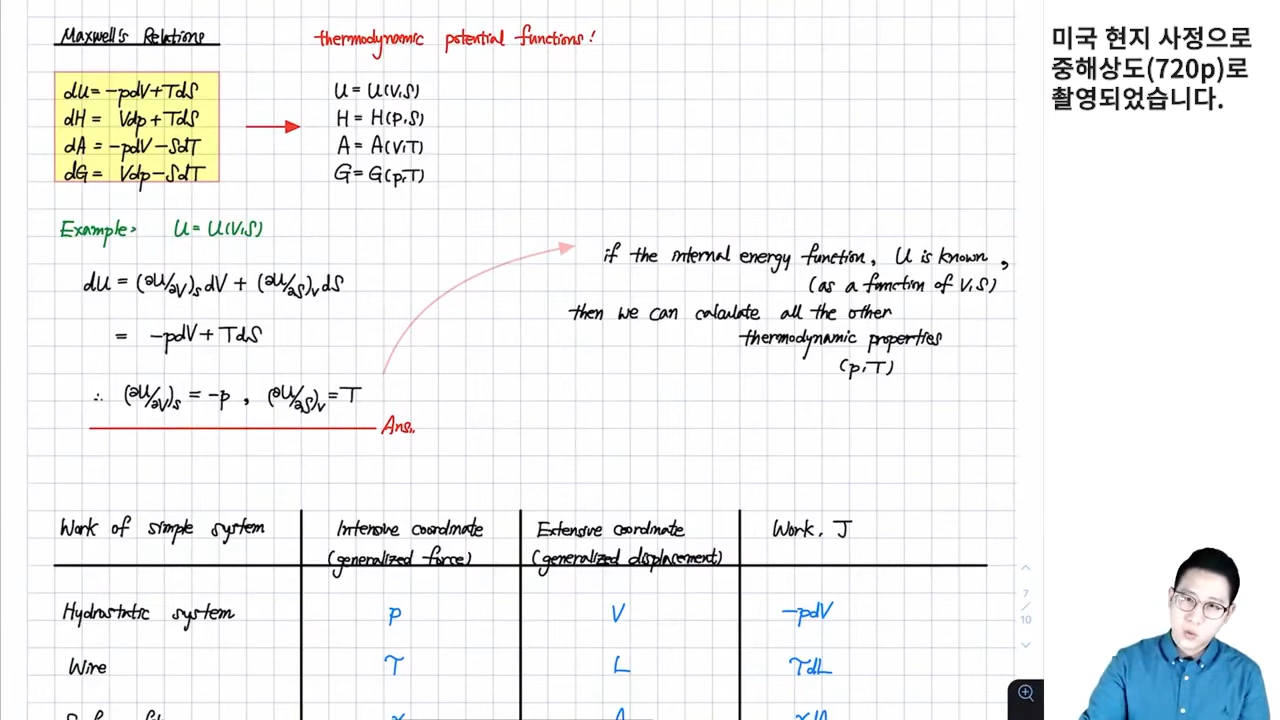 Maxwell's Relations
thermodynamic potential functions!
dU = -pdV + TdS
dH = Vdp + TdS
dA = -pdV - SdT
dG = Vdp - SdT
U = U(V,S)
H = H(p,S)
A = A(V,T)
G = G(p,T)
Example> U = U(V,S)
dU = (∂U/∂V)s dV + (∂U/∂S)v dS
= -pdV + TdS
∴ (∂U/∂V)s = -p , (∂U/∂S)v = T
Ans.
if the internal energy function, U is known,
(as a function of V,S)
then we can calculate all the other
thermodynamic properties
(p,T)
Work of simple system
Intensive coordinate
(generalized force)
Extensive coordinate
(generalized displacement)
Work, J
Hydrostatic system p V -pdV
Wire T L TdL
7
/
10
미국 현지 사정으로
중해상도(720p)로
촬영되었습니다.